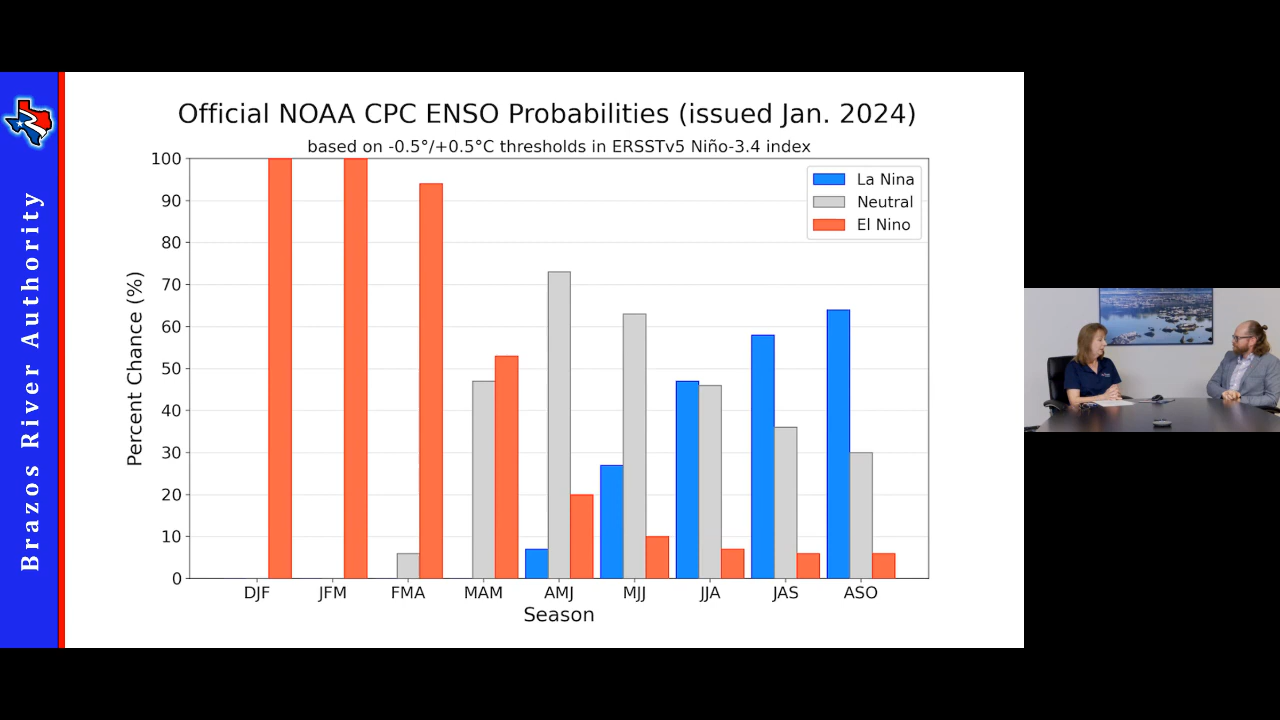 Brazos River Authority
Official NOAA CPC ENSO Probabilities (issued Jan. 2024)
based on -0.5°/+0.5°C thresholds in ERSSTv5 Niño-3.4 index
Percent Chance (%)
100
90
80
70
60
50
40
30
20
10
0
La Nina
Neutral
El Nino
DJF JFM FMA MAM AMJ MJJ JJA JAS ASO
Season